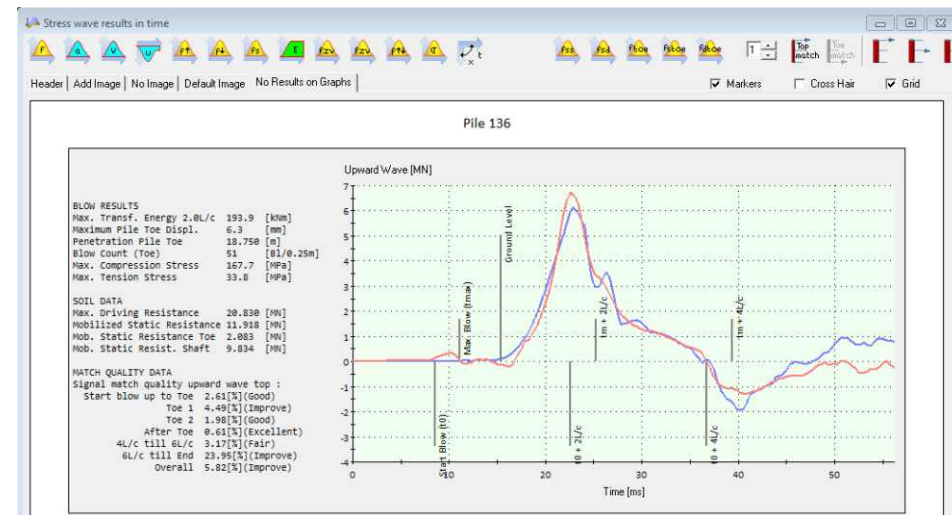 Stress wave results in time
F a v u F↑ F↓ Fs E Fzv Fzv F↑↓ σ x t Fss Fsd Ftoe Fstoe Fdtoe 1 Top match Toe match
Header Add Image No Image Default Image No Results on Graphs Markers Cross Hair Grid
Pile 136
Upward Wave [MN]
BLOW RESULTS
Max. Transf. Energy 2.0L/c 193.9 [kNm]
Maximum Pile Toe Displ. 6.3 [mm]
Penetration Pile Toe 18.750 [m]
Blow Count (Toe) 51 [Bl/0.25m]
Max. Compression Stress 167.7 [MPa]
Max. Tension Stress 33.8 [MPa]
SOIL DATA
Max. Driving Resistance 20.830 [MN]
Mobilized Static Resistance 11.918 [MN]
Mob. Static Resistance Toe 2.083 [MN]
Mob. Static Resist. Shaft 9.834 [MN]
MATCH QUALITY DATA
Signal match quality upward wave top :
Start blow up to Toe 2.61[%](Good)
Toe 1 4.49[%](Improve)
Toe 2 1.98[%](Good)
After Toe 0.61[%](Excellent)
4L/c till 6L/c 3.17[%](Fair)
6L/c till End 23.95[%](Improve)
Overall 5.82[%](Improve)
7
6
5
4
3
2
1
0
-1
-2
-3
-4
Start Blow (t0)
Max. Blow (tmax)
Ground Level
t0 + 2L/c
tm + 2L/c
t0 + 4L/c
tm + 4L/c
0 10 20 30 40 50
Time [ms]